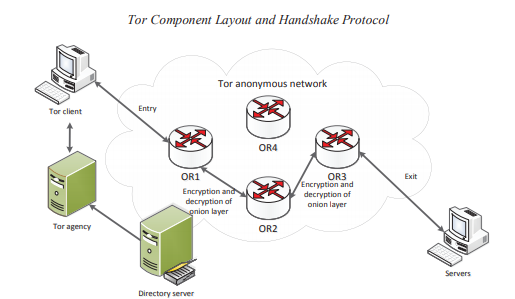 Tor Component Layout and Handshake Protocol
Tor anonymous network
Tor client
Entry
OR4
OR1
OR3
Encryption and
decryption of
onion layer
Encryption and
decryption of
onion layer
Exit
OR2
Tor agency
Servers
Directory server